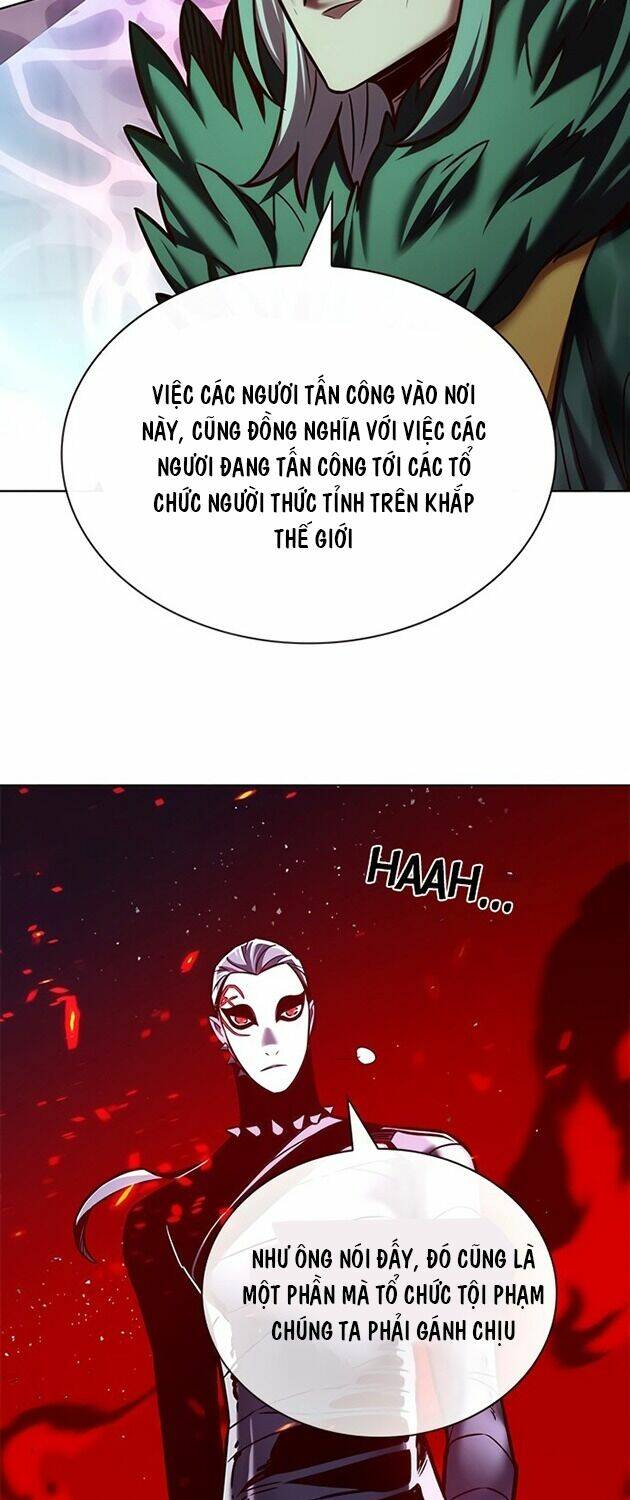 VIỆC CÁC NGƯƠI TẤN CÔNG VÀO NƠI
NÀY, CŨNG ĐỒNG NGHĨA VỚI VIỆC CÁC
NGƯƠI ĐANG TẤN CÔNG TỚI CÁC TỔ
CHỨC NGƯỜI THỨC TỈNH TRÊN KHẮP
THẾ GIỚI
HAAH...
NHƯ ÔNG NÓI ĐẤY, ĐÓ CŨNG LÀ
MỘT PHẦN MÀ TỔ CHỨC TỘI PHẠM
CHÚNG TA PHẢI GÁNH CHỊU